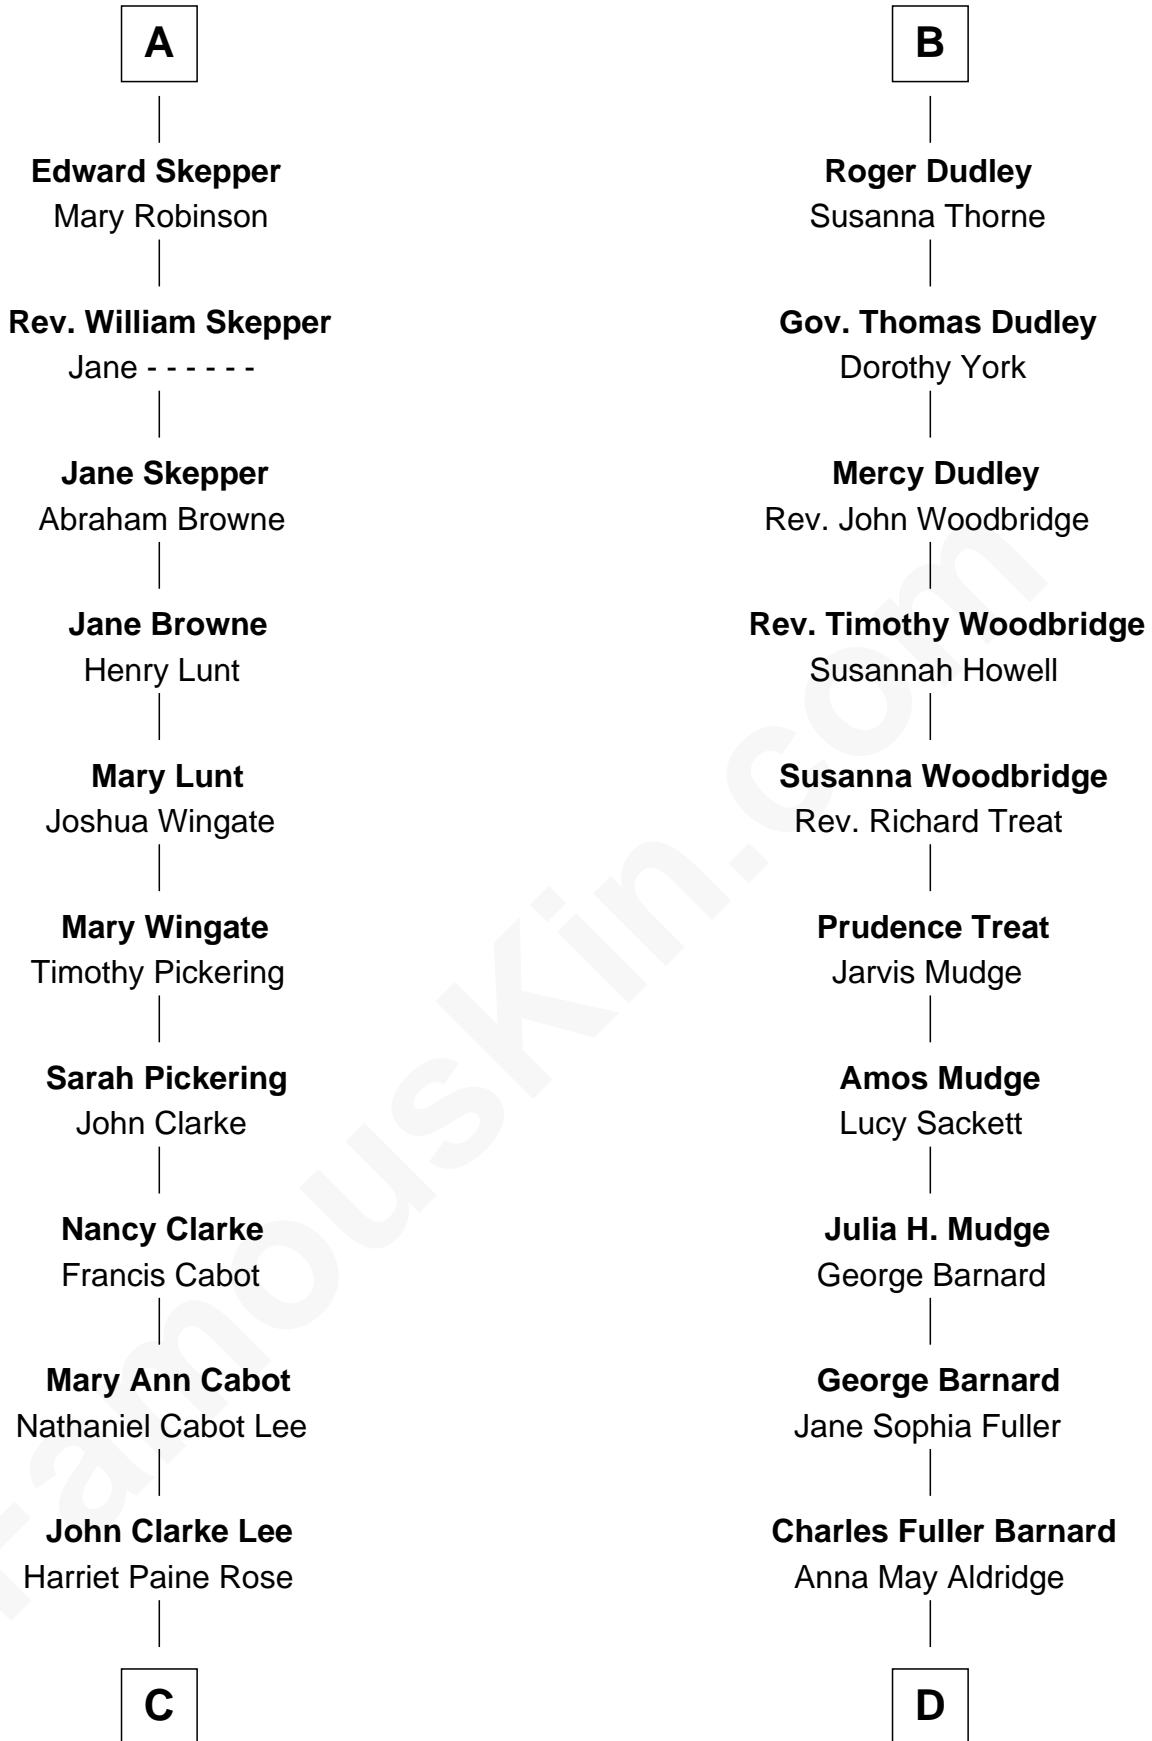 A
Edward Skepper
Mary Robinson
Rev. William Skepper
Jane - - - - - -
Jane Skepper
Abraham Browne
Jane Browne
Henry Lunt
Mary Lunt
Joshua Wingate
Mary Wingate
Timothy Pickering
Sarah Pickering
John Clarke
Nancy Clarke
Francis Cabot
Mary Ann Cabot
Nathaniel Cabot Lee
John Clarke Lee
Harriet Paine Rose
C
B
Roger Dudley
Susanna Thorne
Gov. Thomas Dudley
Dorothy York
Mercy Dudley
Rev. John Woodbridge
Rev. Timothy Woodbridge
Susannah Howell
Susanna Woodbridge
Rev. Richard Treat
Prudence Treat
Jarvis Mudge
Amos Mudge
Lucy Sackett
Julia H. Mudge
George Barnard
George Barnard
Jane Sophia Fuller
Charles Fuller Barnard
Anna May Aldridge
D
FamousKin.com